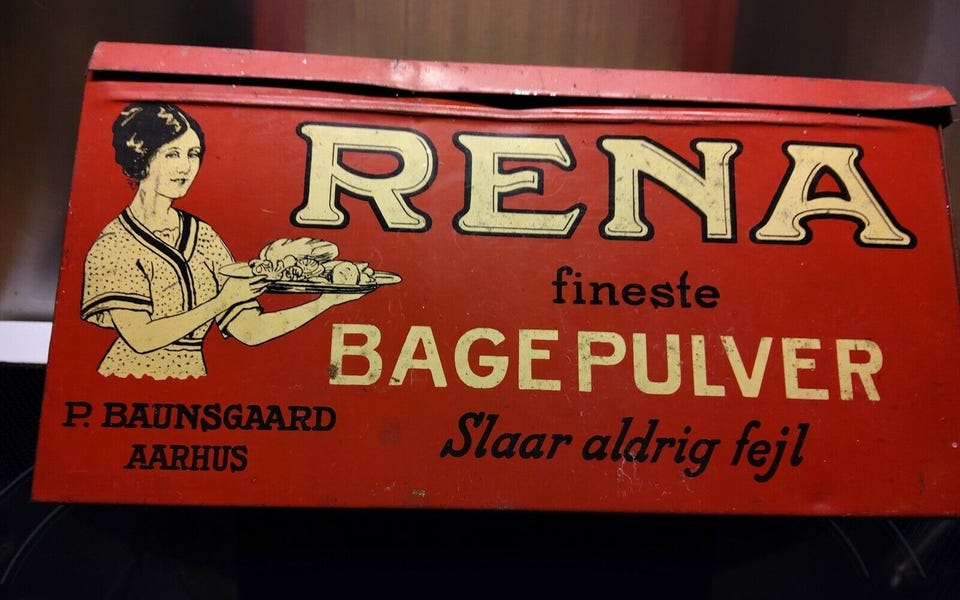 RENA
fineste
BAGEPULVER
Slaar aldrig fejl
P. BAUNSGAARD
AARHUS